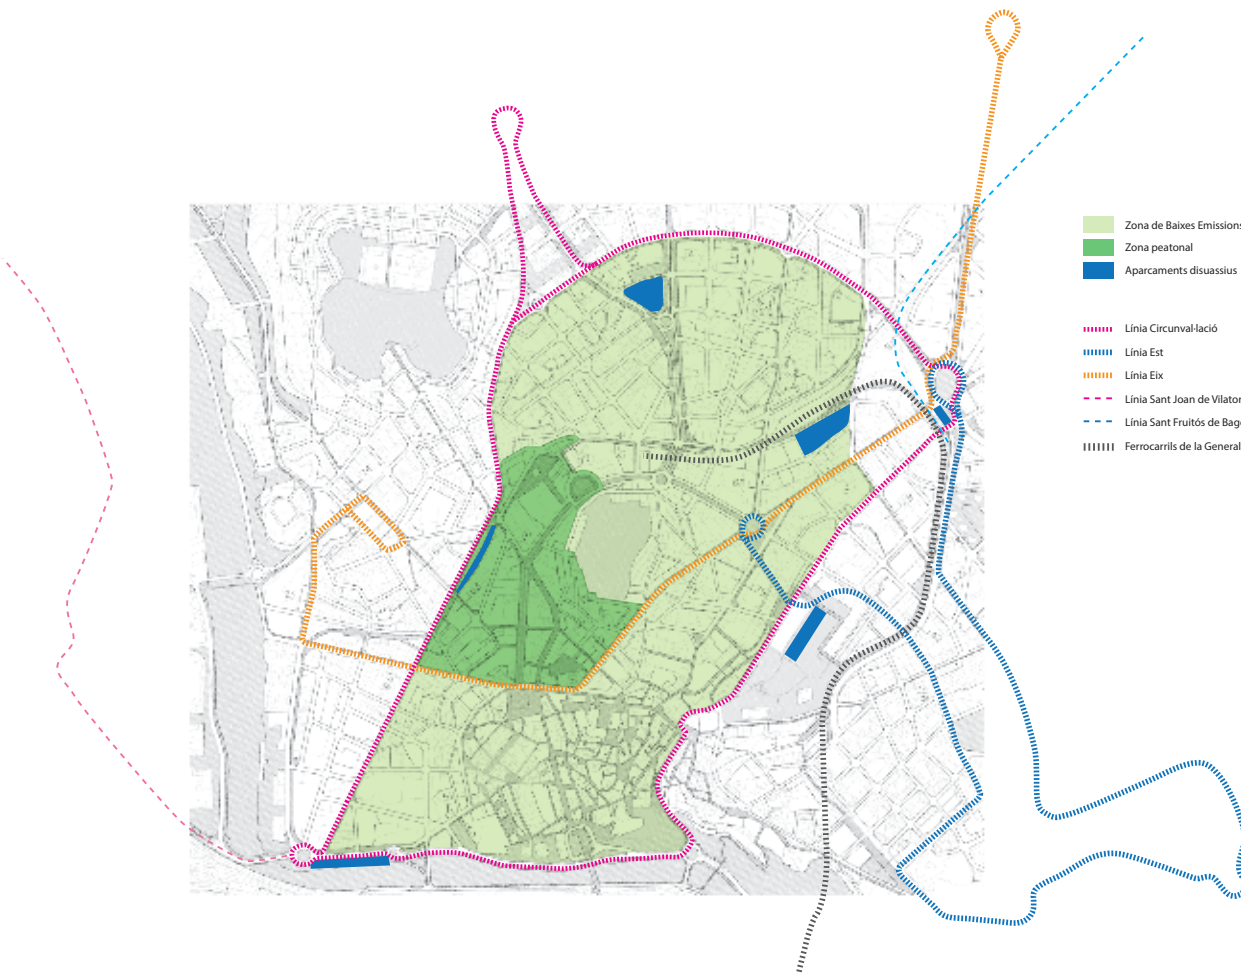 Zona de Baixes Emissions
Zona peatonal
Aparcaments disuassius
Línia Circunval·lació
Línia Est
Línia Eix
Línia Sant Joan de Vilator
Línia Sant Fruitós de Bag
Ferrocarrils de la General